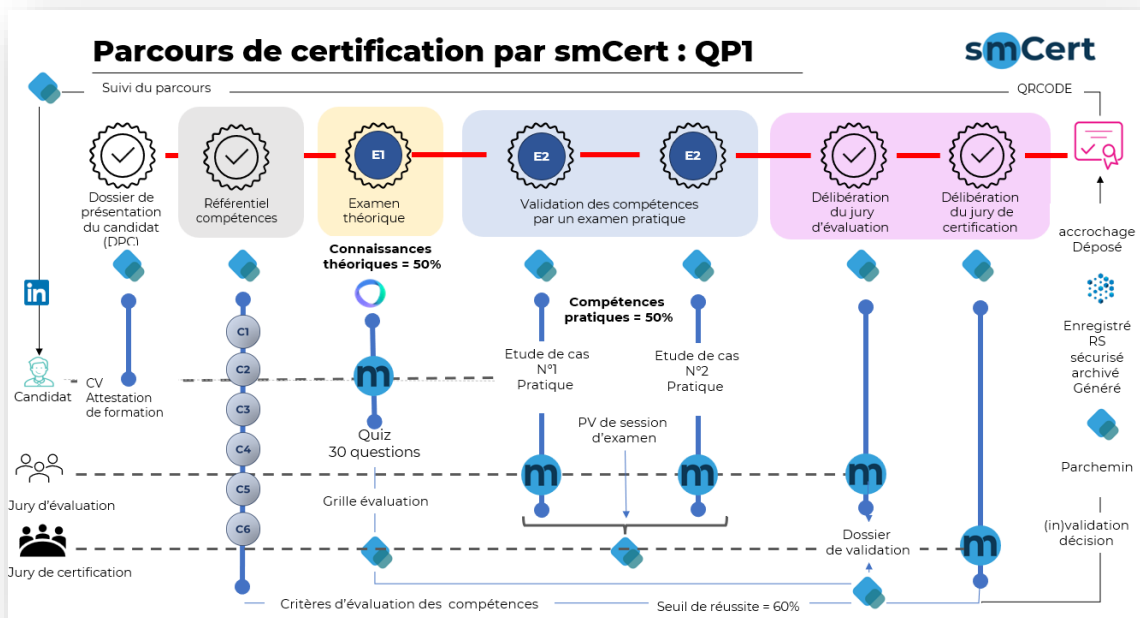 Parcours de certification par smCert : QP1
smCert
Suivi du parcours
QRCODE
E1
E2
E2
Dossier de
présentation
du candidat
(DPC)
Référentiel
compétences
Examen
théorique
Validation des compétences
par un examen pratique
Délibération
du jury
d'évaluation
Délibération
du jury de
certification
accrochage
Déposé
Connaissances
théoriques = 50%
Compétences
pratiques = 50%
in
C1
C2
C3
C4
C5
C6
Enregistré
RS
sécurisé
archivé
Généré
Etude de cas
N°1
Pratique
Etude de cas
N°2
Pratique
m
Candidat
CV
Attestation
de formation
Quiz
30 questions
PV de session
d'examen
Parchemin
m
m
m
Jury d'évaluation
Grille évaluation
Dossier
de validation
m
(in)validation
décision
Jury de certification
Critères d'évaluation des compétences
Seuil de réussite = 60%